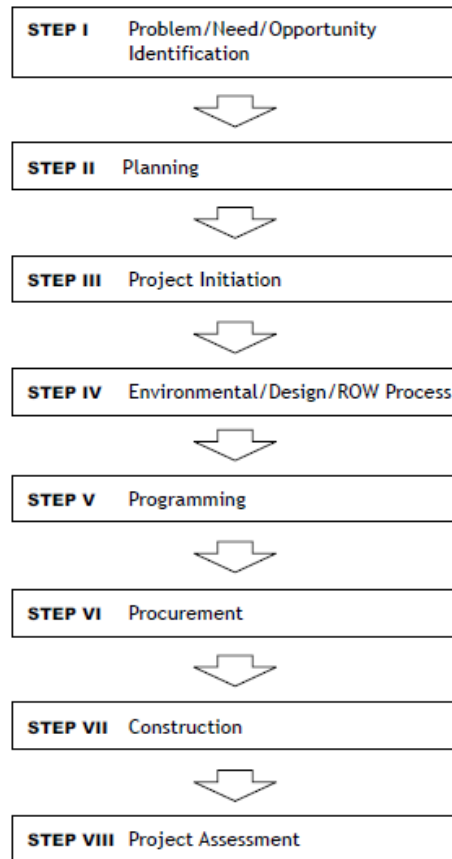 STEP I Problem/Need/Opportunity
Identification
STEP II Planning
STEP III Project Initiation
STEP IV Environmental/Design/ROW Process
STEP V Programming
STEP VI Procurement
STEP VII Construction
STEP VIII Project Assessment